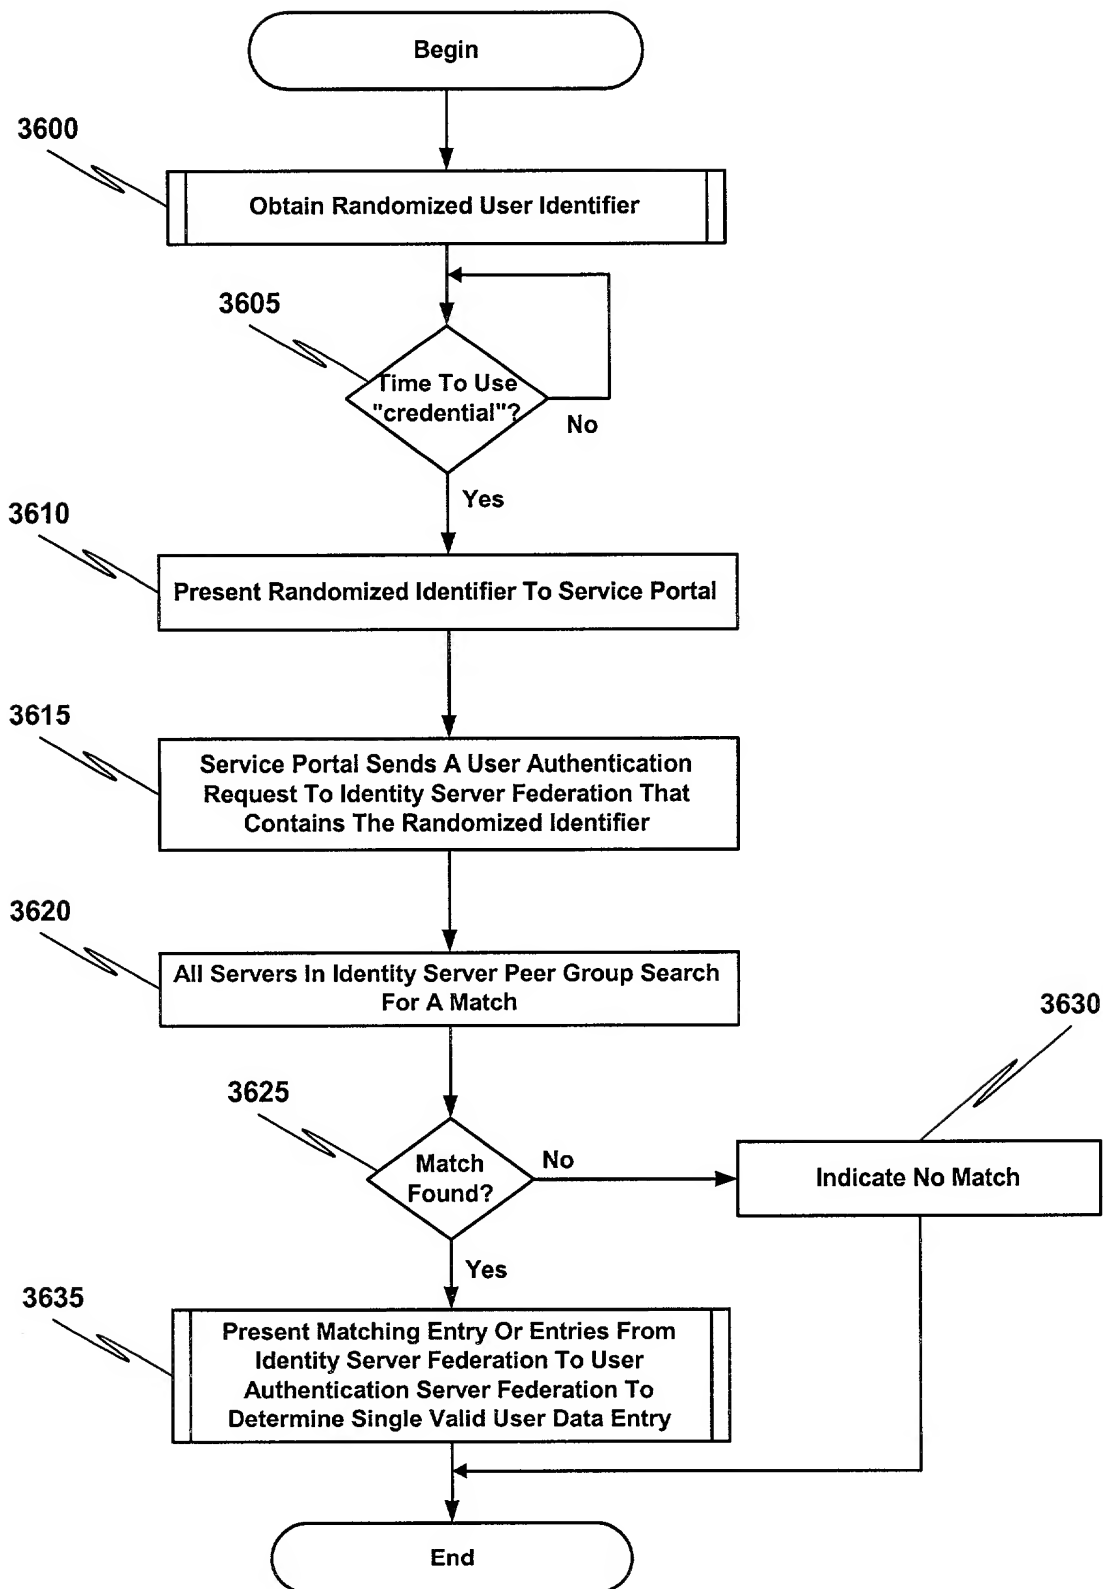 Begin
3600
Obtain Randomized User Identifier
3605
Time To Use
"credential"?
No
Yes
3610
Present Randomized Identifier To Service Portal
3615
Service Portal Sends A User Authentication
Request To Identity Server Federation That
Contains The Randomized Identifier
3620
All Servers In Identity Server Peer Group Search
For A Match
3630
3625
Match
Found?
No
Indicate No Match
Yes
3635
Present Matching Entry Or Entries From
Identity Server Federation To User
Authentication Server Federation To
Determine Single Valid User Data Entry
End